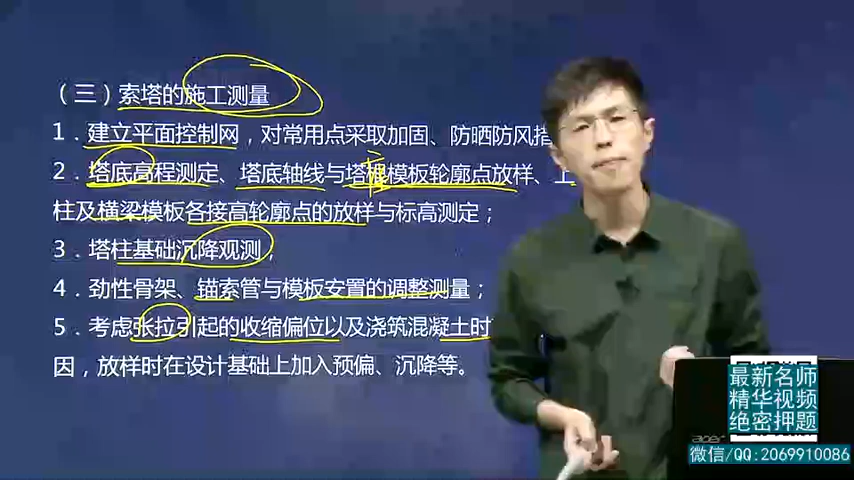 （三）索塔的施工测量
1．建立平面控制网，对常用点采取加固、防晒防风措
2．塔底高程测定、塔底轴线与塔根模板轮廓点放样、上
柱及横梁模板各接高轮廓点的放样与标高测定；
3．塔柱基础沉降观测；
4．劲性骨架、锚索管与模板安置的调整测量；
5．考虑张拉引起的收缩偏位以及浇筑混凝土时
因，放样时在设计基础上加入预偏、沉降等。
acer
最新名师
精华视频
绝密押题
微信/QQ:2069910086